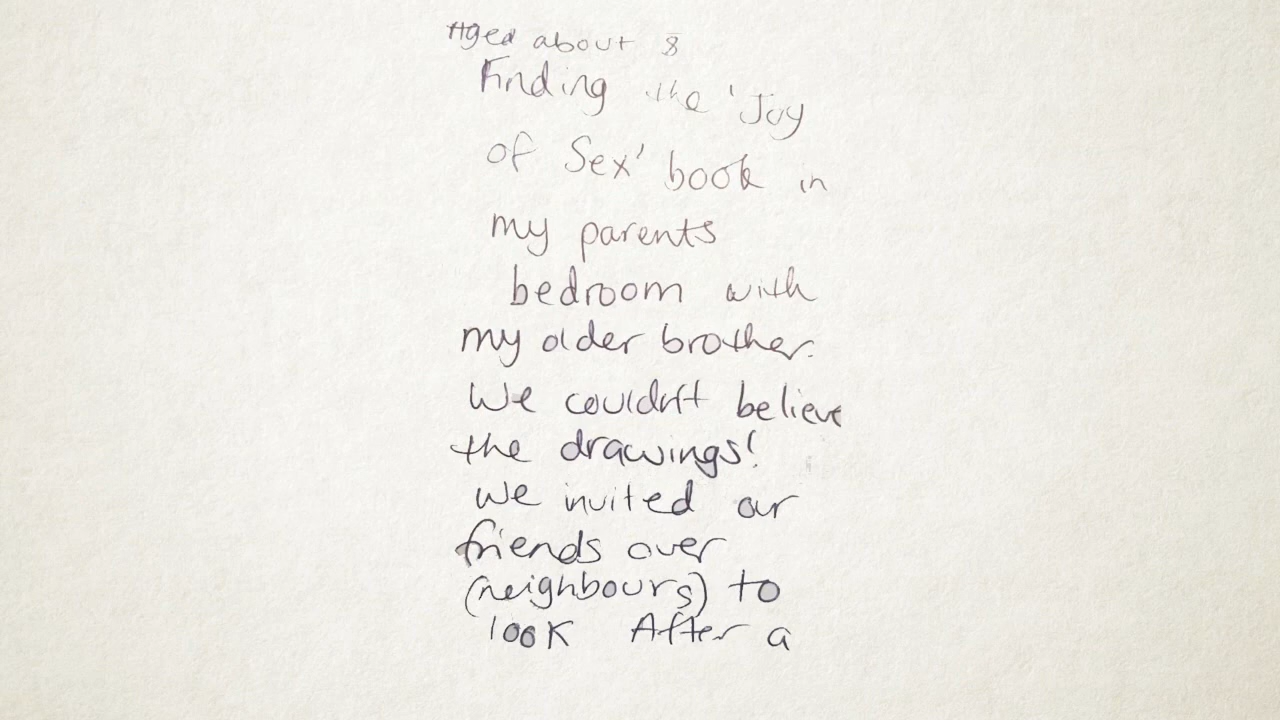 Aged about 8
Finding the 'Joy
of Sex' book in
my parents
bedroom with
my older brother.
We couldn't believe
the drawings!
We invited our
friends over
(neighbours) to
look After a